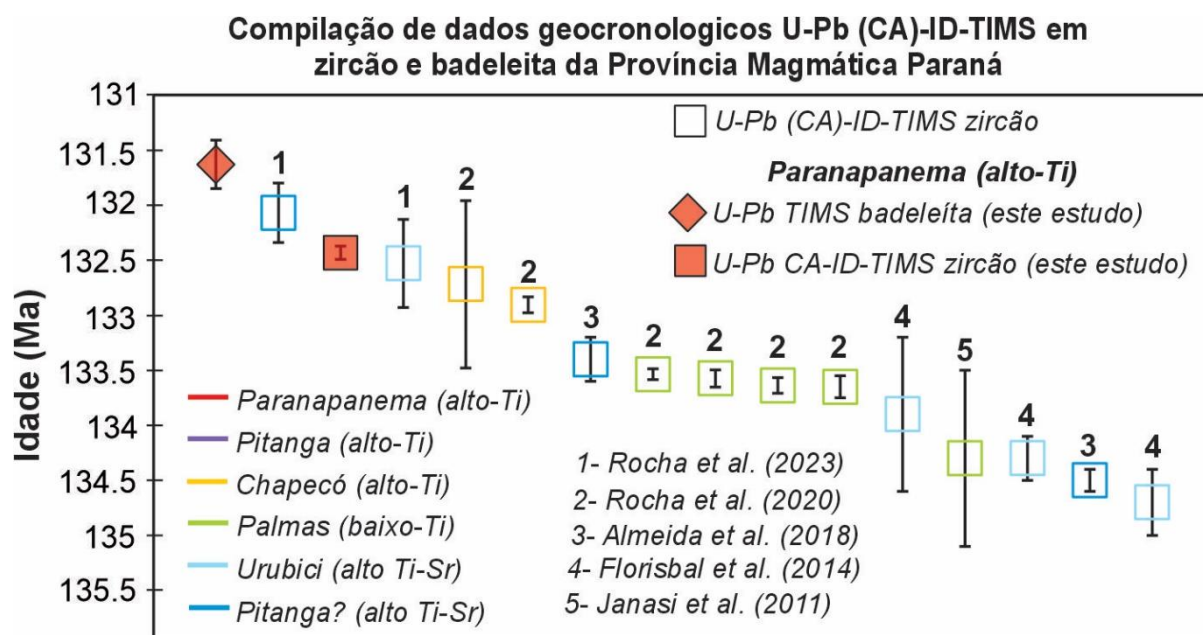 Compilação de dados geocronologicos U-Pb (CA)-ID-TIMS em
zircão e badeleita da Província Magmática Paraná
Idade (Ma)
131
131.5
132
132.5
133
133.5
134
134.5
135
135.5
1
1
2
2
3
2
2
2
2
4
5
4
3
4
U-Pb (CA)-ID-TIMS zircão
Paranapanema (alto-Ti)
U-Pb TIMS badeleíta (este estudo)
U-Pb CA-ID-TIMS zircão (este estudo)
Paranapanema (alto-Ti)
Pitanga (alto-Ti)
Chapecó (alto-Ti)
Palmas (baixo-Ti)
Urubici (alto Ti-Sr)
Pitanga? (alto Ti-Sr)
1- Rocha et al. (2023)
2- Rocha et al. (2020)
3- Almeida et al. (2018)
4- Florisbal et al. (2014)
5- Janasi et al. (2011)